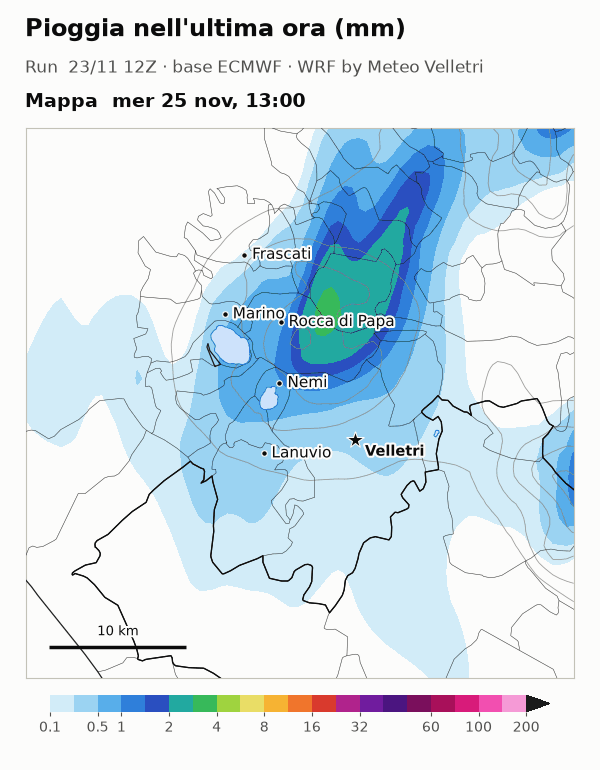 Pioggia nell'ultima ora (mm)
Run  23/11 12Z · base ECMWF · WRF by Meteo Velletri
Mappa  mer 25 nov, 13:00
Frascati
Marino
Rocca di Papa
Nemi
Velletri
Lanuvio
10 km
0.1 0.5 1 2 4 8 16 32 60 100 200